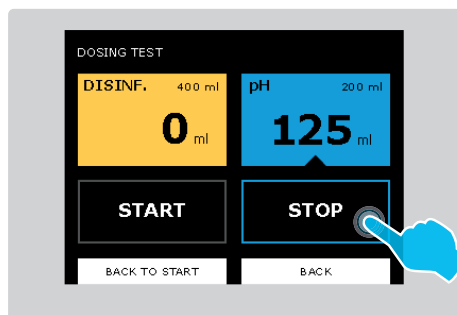 DOSING TEST
DISINF. 400 ml
0 ml
pH 200 ml
125 ml
START
STOP
BACK TO START
BACK